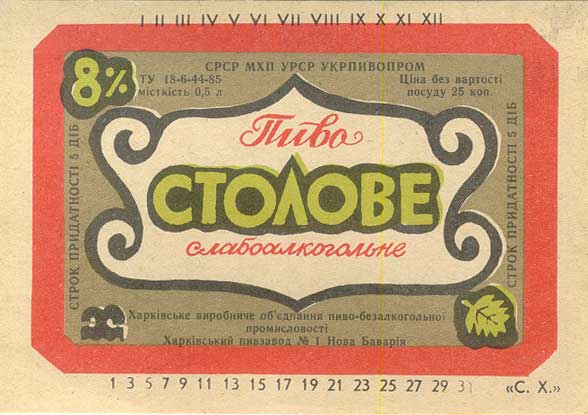 I II III IV V VI VII VIII IX X XI XII
8%
СРСР МХП УРСР УКРПИВОПРОМ
ТУ 18-6-44-85
місткість 0,5 л
Ціна без вартості
посуду 25 коп.
СТРОК ПРИДАТНОСТІ 5 ДІБ
Пиво
СТОЛОВЕ
слабоалкогольне
СТРОК ПРИДАТНОСТІ 5 ДІБ
Харківське виробниче об'єднання пиво-безалкогольної
промисловості
Харківський пивзавод № 1 Нова Баварія
1 3 5 7 9 11 13 15 17 19 21 23 25 27 29 31
«С. Х.»